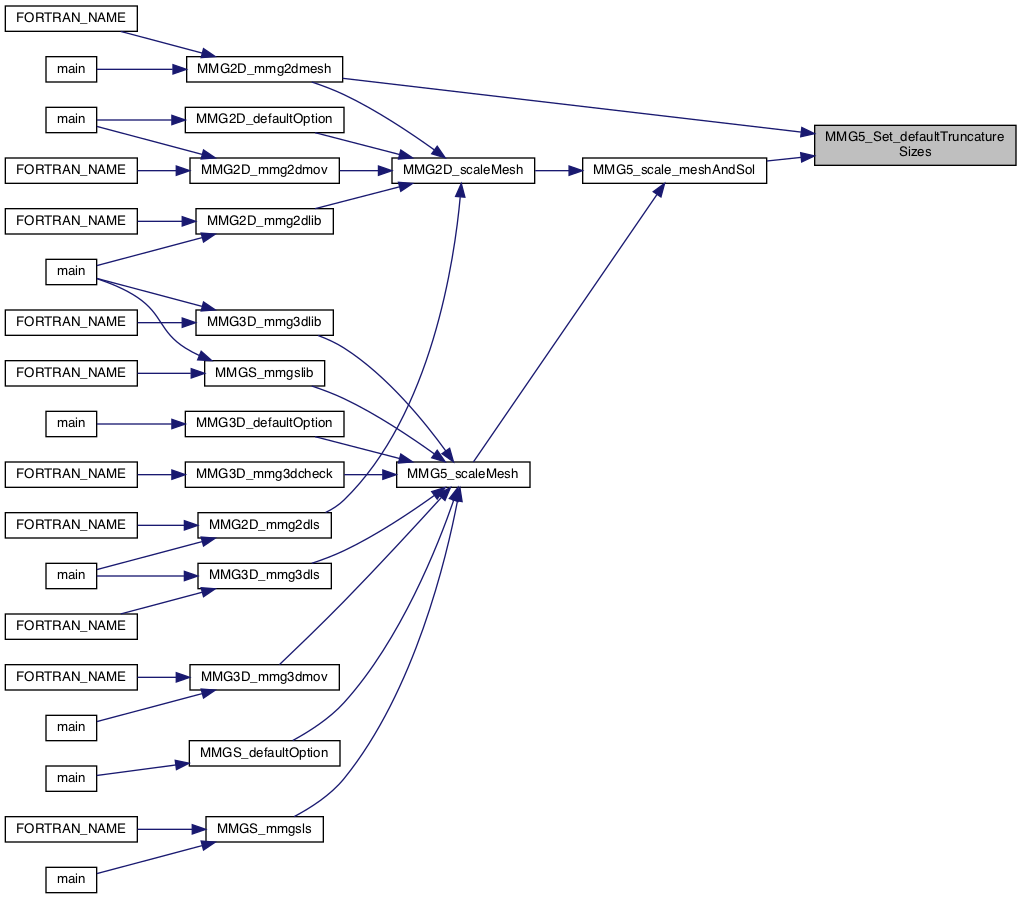 FORTRAN_NAME
main
MMG2D_mmg2dmesh
main
MMG2D_defaultOption
MMG5_Set_defaultTruncature
Sizes
FORTRAN_NAME
MMG2D_mmg2dmov
MMG2D_scaleMesh
MMG5_scale_meshAndSol
FORTRAN_NAME
MMG2D_mmg2dlib
main
FORTRAN_NAME
MMG3D_mmg3dlib
FORTRAN_NAME
MMGS_mmgslib
main
MMG3D_defaultOption
FORTRAN_NAME
MMG3D_mmg3dcheck
MMG5_scaleMesh
FORTRAN_NAME
MMG2D_mmg2dls
main
MMG3D_mmg3dls
FORTRAN_NAME
FORTRAN_NAME
MMG3D_mmg3dmov
main
MMGS_defaultOption
main
FORTRAN_NAME
MMGS_mmgsls
main